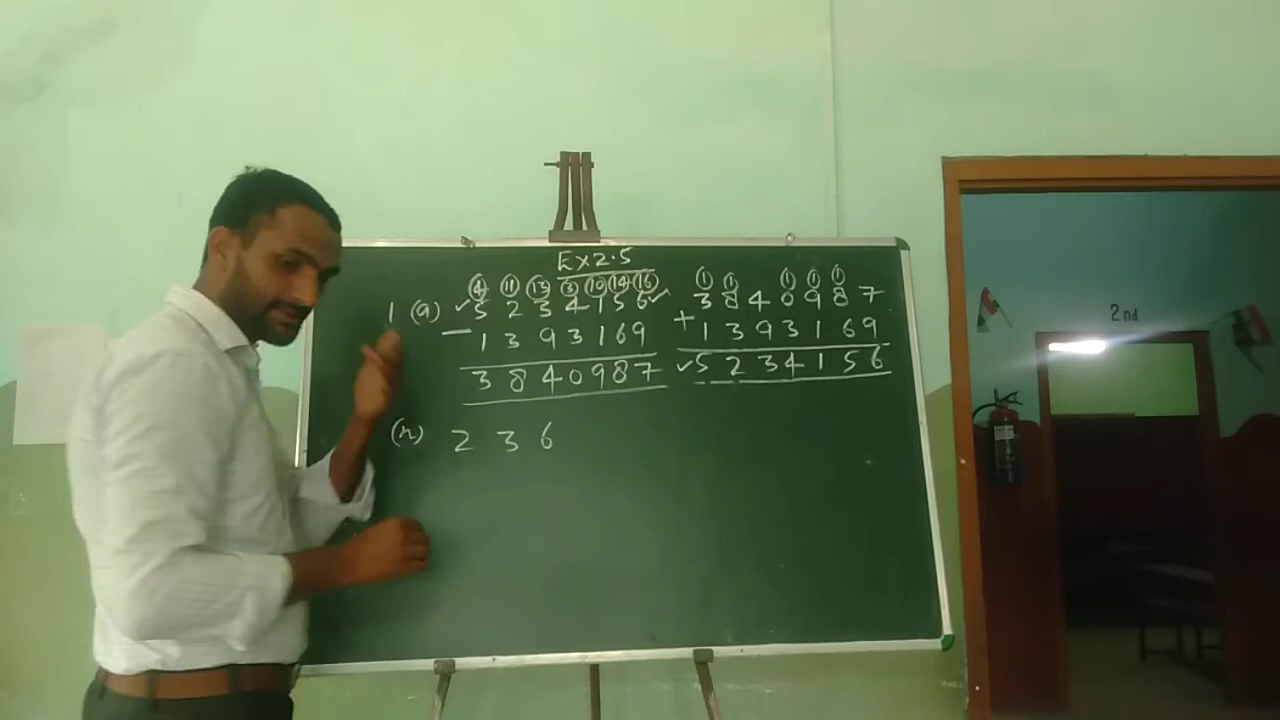 Ex 2.5
4 11 13 3 10 14 16
1 (a) ✓ 5 2 3 4 1 5 6 ✓
− 1 3 9 3 1 6 9
3 8 4 0 9 8 7
1 1 1 1 1
3 8 4 0 9 8 7
+ 1 3 9 3 1 6 9
✓ 5 2 3 4 1 5 6
2 3 6
2nd